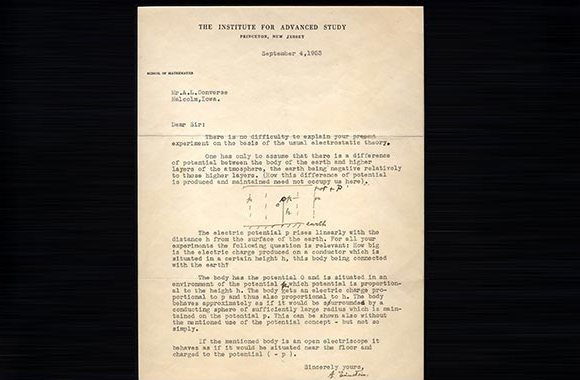 THE INSTITUTE FOR ADVANCED STUDY
PRINCETON, NEW JERSEY
September 4,1953
SCHOOL OF MATHEMATICS
Mr.A.L.Converse
Malcolm,Iowa.
Dear Sir:
There is no difficulty to explain your present
experiment on the basis of the usual electrostatic theory.
One has only to assume that there is a difference
of potential between the body of the earth and higher
layers of the atmosphere, the earth being negative relatively
to those higher layers. (How this difference of potential
is produced and maintained need not occupy us here).
h
earth
The electric potential p rises linearly with the
distance h from the surface of the earth. For all your
experiments the following question is relevant: How big
is the electric charge produced on a conductor which is
situated in a certain height h, this body being connected
with the earth?
The body has the potential 0 and is situated in an
environment of the potential p which potential is proportion-
al to the height h. The body gets an electric charge pro-
portional to p and thus also proportional to h. The body
behaves approximately as if it would be surrounded by a
conducting sphere of sufficiently large radius which is main-
tained on the potential p. This can be shown also without
the mentioned use of the potential concept - but not so
simply.
If the mentioned body is an open electriscope it
behaves as if it would be situated near the floor and
charged to the potential ( - p ).
Sincerely yours,
A. Einstein.